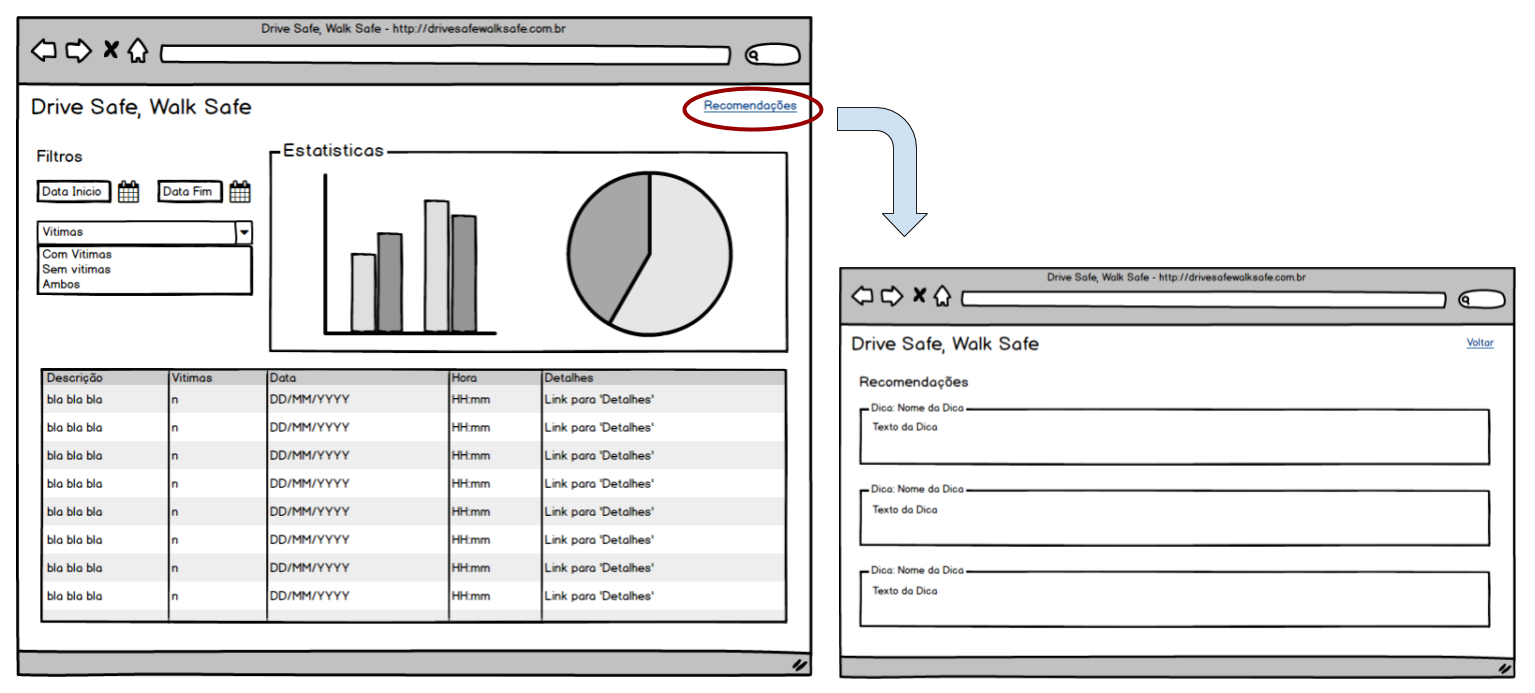 Drive Safe, Walk Safe - http://drivesafewalksafe.com.br
Drive Safe, Walk Safe
Recomendações
Filtros
Data Inicio
Data Fim
Vitimas
Com Vitimas
Sem vitimas
Ambos
Estatisticas
Descrição Vitimas Data Hora Detalhes
bla bla bla n DD/MM/YYYY HH:mm Link para 'Detalhes'
bla bla bla n DD/MM/YYYY HH:mm Link para 'Detalhes'
bla bla bla n DD/MM/YYYY HH:mm Link para 'Detalhes'
bla bla bla n DD/MM/YYYY HH:mm Link para 'Detalhes'
bla bla bla n DD/MM/YYYY HH:mm Link para 'Detalhes'
bla bla bla n DD/MM/YYYY HH:mm Link para 'Detalhes'
bla bla bla n DD/MM/YYYY HH:mm Link para 'Detalhes'
bla bla bla n DD/MM/YYYY HH:mm Link para 'Detalhes'
Drive Safe, Walk Safe - http://drivesafewalksafe.com.br
Drive Safe, Walk Safe
Voltar
Recomendações
Dica: Nome da Dica
Texto da Dica
Dica: Nome da Dica
Texto da Dica
Dica: Nome da Dica
Texto da Dica